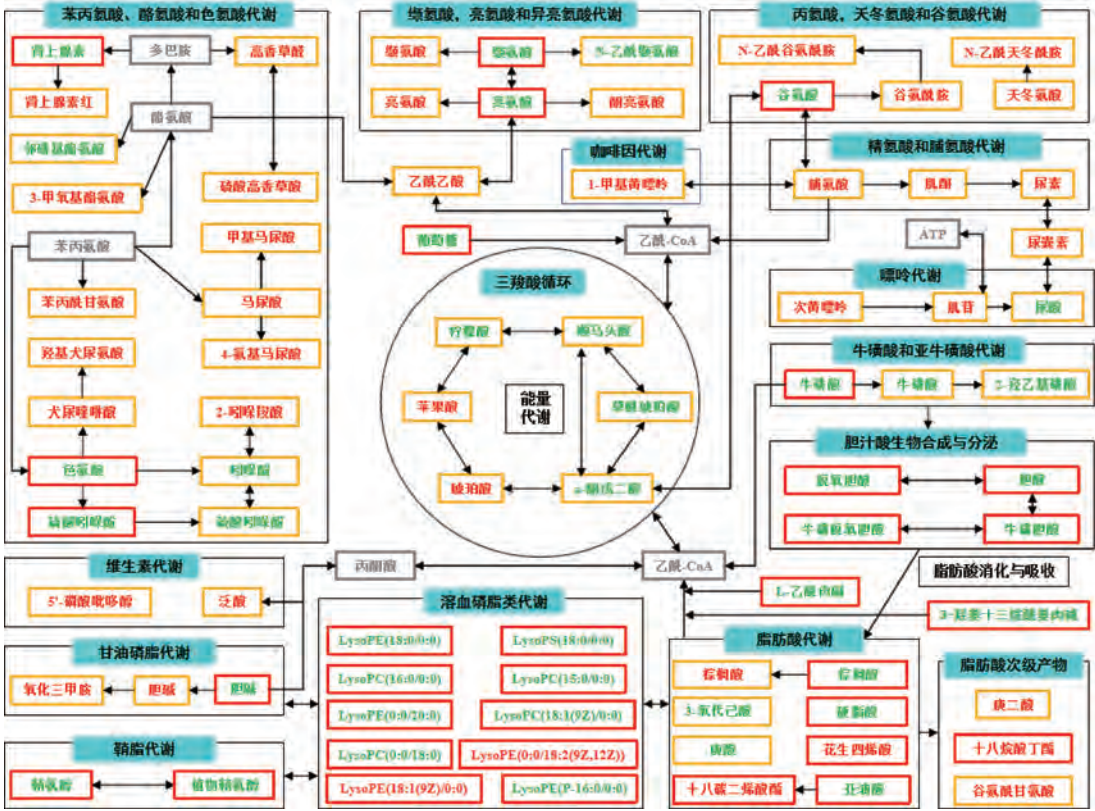 苯丙氨酸、酪氨酸和色氨酸代谢
肾上腺素
多巴胺
高香草酸
肾上腺素红
酪氨酸
邻磺基酪氨酸
3-甲氧基酪氨酸
硫酸高香草酸
甲基马尿酸
苯丙氨酸
苯丙酰甘氨酸
马尿酸
羟基犬尿氨酸
4-氨基马尿酸
犬尿喹啉酸
2-吲哚羧酸
色氨酸
吲哚酚
硫酸吲哚酚
缬氨酸，亮氨酸和异亮氨酸代谢
缬氨酸
缬氨酸
N-乙酰缬氨酸
亮氨酸
亮氨酸
酮亮氨酸
丙氨酸，天冬氨酸和谷氨酸代谢
N-乙酰谷氨酰胺
N-乙酰天冬酰胺
谷氨酸
谷氨酰胺
天冬氨酸
咖啡因代谢
1-甲基黄嘌呤
精氨酸和脯氨酸代谢
脯氨酸
肌酐
尿素
乙酰乙酸
葡萄糖
乙酰-CoA
ATP
尿囊素
嘌呤代谢
次黄嘌呤
肌苷
尿酸
三羧酸循环
柠檬酸
乌头酸
苹果酸
能量
代谢
草酰琥珀酸
琥珀酸
α-酮戊二酸
牛磺酸和亚牛磺酸代谢
牛磺酸
牛磺酸
2-羟乙基磺酸
胆汁酸生物合成与分泌
脱氧胆酸
胆酸
牛磺脱氧胆酸
牛磺胆酸
维生素代谢
5'-磷酸吡哆醇
泛酸
丙酮酸
乙酰-CoA
脂肪酸消化与吸收
L-乙酰肉碱
3-羟基十三烷酰基肉碱
甘油磷脂代谢
氧化三甲胺
胆碱
胆碱
鞘脂代谢
鞘氨醇
植物鞘氨醇
溶血磷脂类代谢
LysoPE(18:0/0:0)
LysoPS(18:0/0:0)
LysoPC(16:0/0:0)
LysoPC(15:0/0:0)
LysoPE(0:0/20:0)
LysoPC(18:1(9Z)/0:0)
LysoPC(0:0/18:0)
LysoPE(0:0/18:2(9Z,12Z))
LysoPE(18:1(9Z)/0:0)
LysoPE(P-16:0/0:0)
脂肪酸代谢
棕榈酸
棕榈酸
3-氧代己酸
硬脂酸
庚酸
花生四烯酸
十八碳二烯酸酯
亚油酸
脂肪酸次级产物
庚二酸
十八烷酸丁酯
谷氨酰甘氨酸